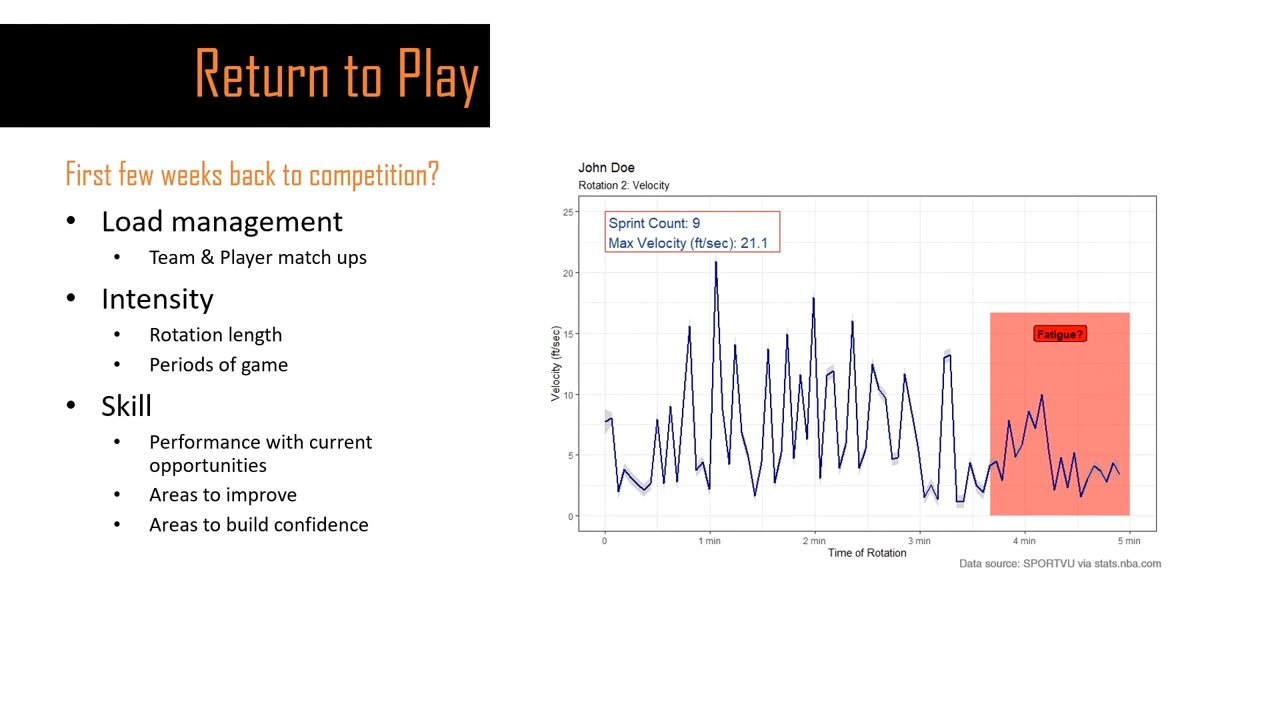 Return to Play
First few weeks back to competition?
• Load management
• Team & Player match ups
• Intensity
• Rotation length
• Periods of game
• Skill
• Performance with current
opportunities
• Areas to improve
• Areas to build confidence
John Doe
Rotation 2: Velocity
Sprint Count: 9
Max Velocity (ft/sec): 21.1
Fatigue?
Velocity (ft/sec)
25
20
15
10
5
0
0 1 min 2 min 3 min 4 min 5 min
Time of Rotation
Data source: SPORTVU via stats.nba.com